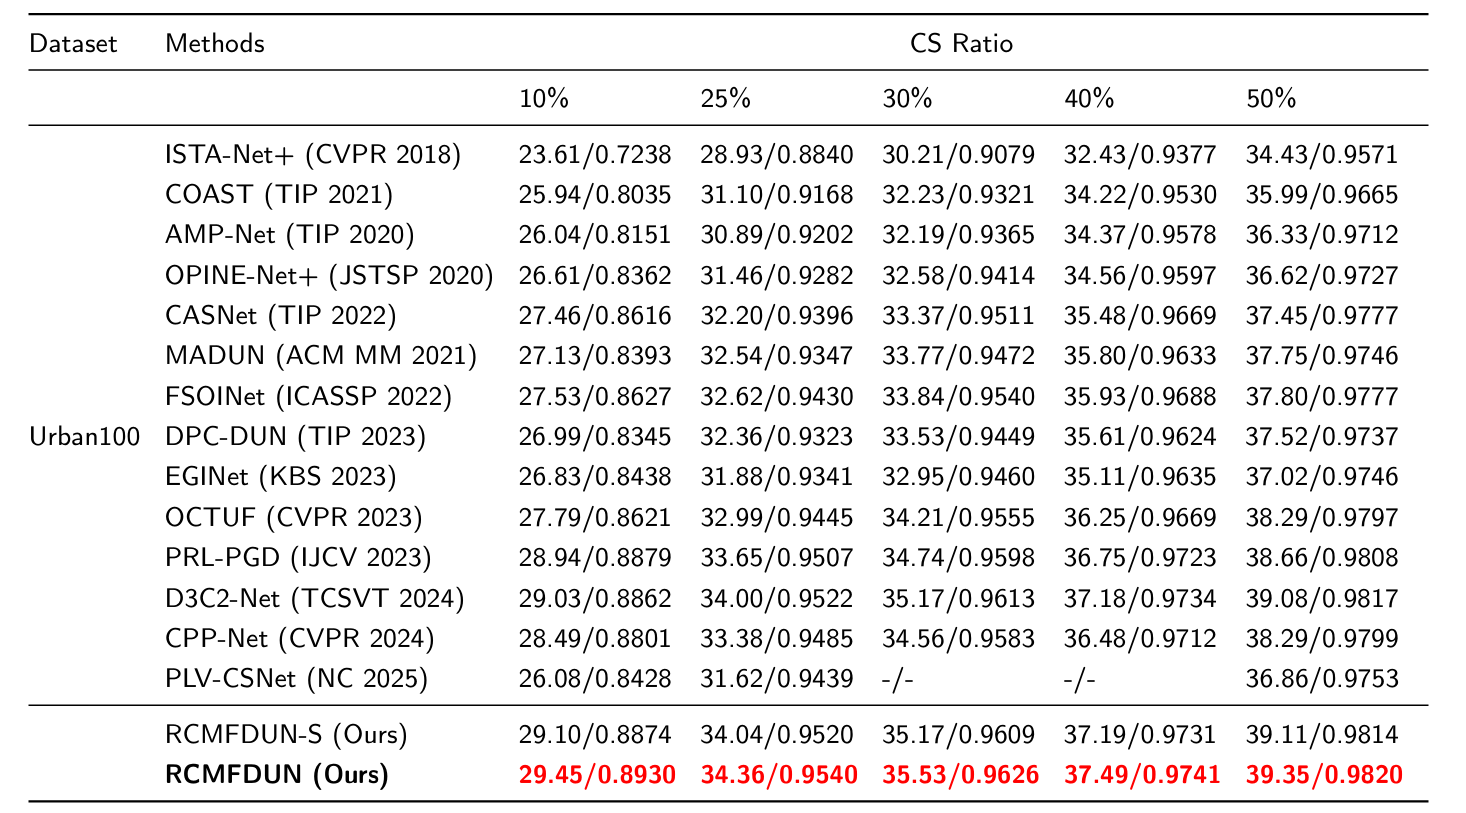 Dataset Methods CS Ratio
10% 25% 30% 40% 50%
ISTA-Net+ (CVPR 2018) 23.61/0.7238 28.93/0.8840 30.21/0.9079 32.43/0.9377 34.43/0.9571
COAST (TIP 2021) 25.94/0.8035 31.10/0.9168 32.23/0.9321 34.22/0.9530 35.99/0.9665
AMP-Net (TIP 2020) 26.04/0.8151 30.89/0.9202 32.19/0.9365 34.37/0.9578 36.33/0.9712
OPINE-Net+ (JSTSP 2020) 26.61/0.8362 31.46/0.9282 32.58/0.9414 34.56/0.9597 36.62/0.9727
CASNet (TIP 2022) 27.46/0.8616 32.20/0.9396 33.37/0.9511 35.48/0.9669 37.45/0.9777
MADUN (ACM MM 2021) 27.13/0.8393 32.54/0.9347 33.77/0.9472 35.80/0.9633 37.75/0.9746
FSOINet (ICASSP 2022) 27.53/0.8627 32.62/0.9430 33.84/0.9540 35.93/0.9688 37.80/0.9777
Urban100 DPC-DUN (TIP 2023) 26.99/0.8345 32.36/0.9323 33.53/0.9449 35.61/0.9624 37.52/0.9737
EGINet (KBS 2023) 26.83/0.8438 31.88/0.9341 32.95/0.9460 35.11/0.9635 37.02/0.9746
OCTUF (CVPR 2023) 27.79/0.8621 32.99/0.9445 34.21/0.9555 36.25/0.9669 38.29/0.9797
PRL-PGD (IJCV 2023) 28.94/0.8879 33.65/0.9507 34.74/0.9598 36.75/0.9723 38.66/0.9808
D3C2-Net (TCSVT 2024) 29.03/0.8862 34.00/0.9522 35.17/0.9613 37.18/0.9734 39.08/0.9817
CPP-Net (CVPR 2024) 28.49/0.8801 33.38/0.9485 34.56/0.9583 36.48/0.9712 38.29/0.9799
PLV-CSNet (NC 2025) 26.08/0.8428 31.62/0.9439 -/- -/- 36.86/0.9753
RCMFDUN-S (Ours) 29.10/0.8874 34.04/0.9520 35.17/0.9609 37.19/0.9731 39.11/0.9814
RCMFDUN (Ours) 29.45/0.8930 34.36/0.9540 35.53/0.9626 37.49/0.9741 39.35/0.9820